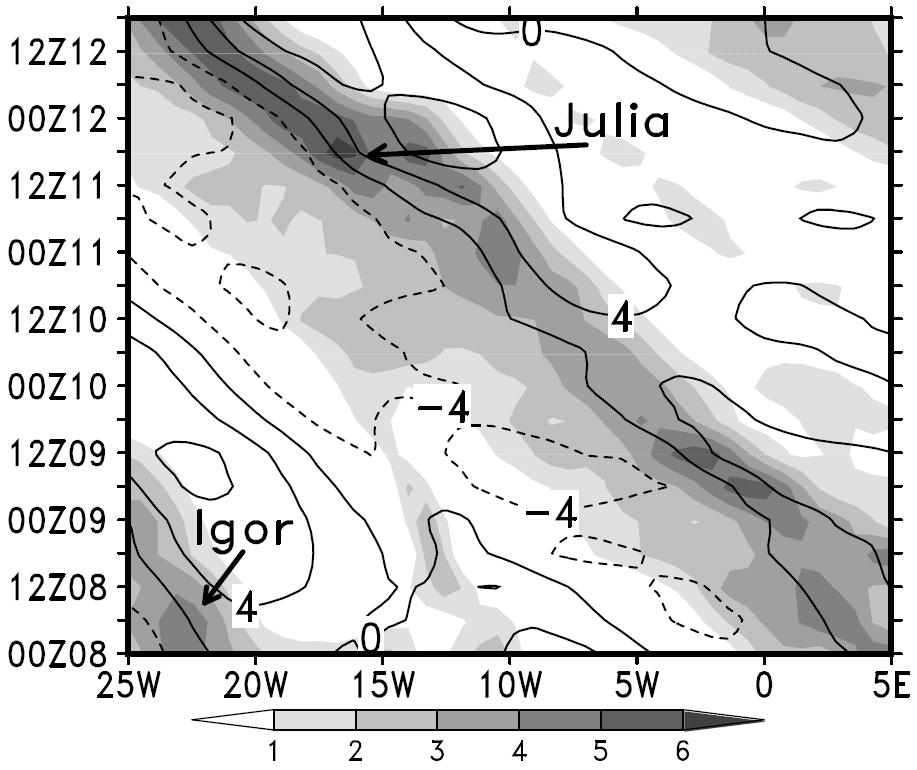 0
12Z12
Julia
00Z12
12Z11
00Z11
4
12Z10
00Z10
−4
12Z09
−4
00Z09
Igor
12Z08
4
0
00Z08
25W 20W 15W 10W 5W 0 5E
1 2 3 4 5 6